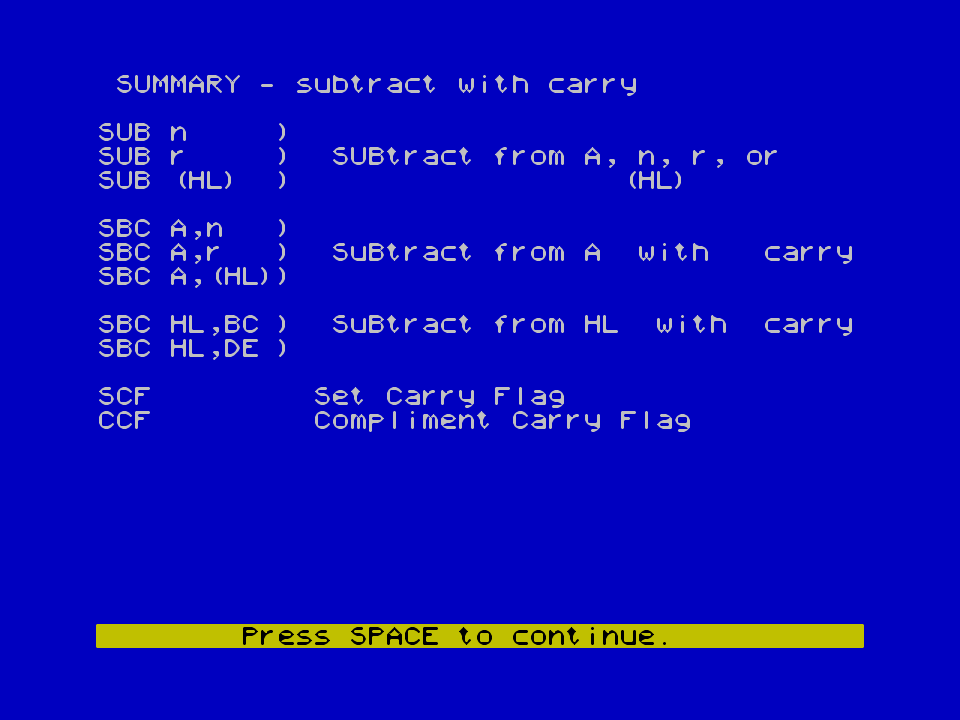 SUMMARY - subtract with carry
SUB n )
SUB r ) SUBtract from A, n, r, or
SUB (HL) ) (HL)
SBC A,n )
SBC A,r ) SuBtract from A with carry
SBC A,(HL))
SBC HL,BC ) SuBtract from HL with carry
SBC HL,DE )
SCF Set Carry Flag
CCF Compliment Carry Flag
Press SPACE to continue.